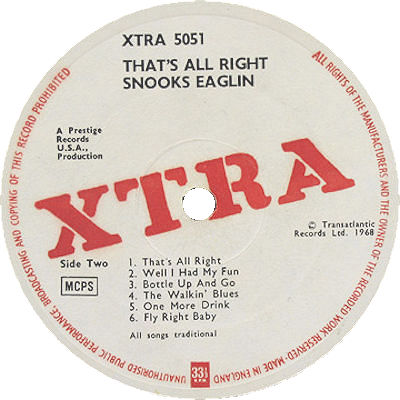 XTRA 5051
THAT'S ALL RIGHT
SNOOKS EAGLIN
A Prestige
Records
U.S.A.,
Production
XTRA
© Transatlantic
Records Ltd. 1968
Side Two
MCPS
1. That's All Right
2. Well I Had My Fun
3. Bottle Up And Go
4. The Walkin' Blues
5. One More Drink
6. Fly Right Baby
All songs traditional
33⅓
R.P.M.
ALL RIGHTS OF THE MANUFACTURERS AND THE OWNER OF THE RECORDED WORK RESERVED-MADE IN ENGLAND
UNAUTHORISED PUBLIC PERFORMANCE, BROADCASTING AND COPYING OF THIS RECORD PROHIBITED